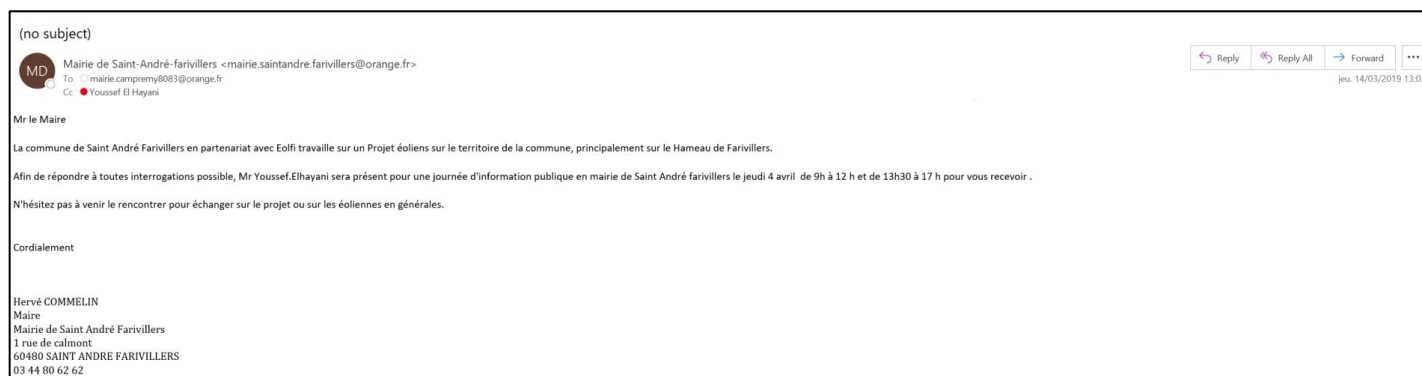 (no subject)
MD
Mairie de Saint-André-farivillers <mairie.saintandre.farivillers@orange.fr>
To mairie.campremy8083@orange.fr
Cc Youssef El Hayani
Reply Reply All Forward ...
jeu. 14/03/2019 13:03
Mr le Maire
La commune de Saint André Farivillers en partenariat avec Eolfi travaille sur un Projet éoliens sur le territoire de la commune, principalement sur le Hameau de Farivillers.
Afin de répondre à toutes interrogations possible, Mr Youssef.Elhayani sera présent pour une journée d'information publique en mairie de Saint André farivillers le jeudi 4 avril de 9h à 12 h et de 13h30 à 17 h pour vous recevoir .
N'hésitez pas à venir le rencontrer pour échanger sur le projet ou sur les éoliennes en générales.
Cordialement
Hervé COMMELIN
Maire
Mairie de Saint André Farivillers
1 rue de calmont
60480 SAINT ANDRE FARIVILLERS
03 44 80 62 62